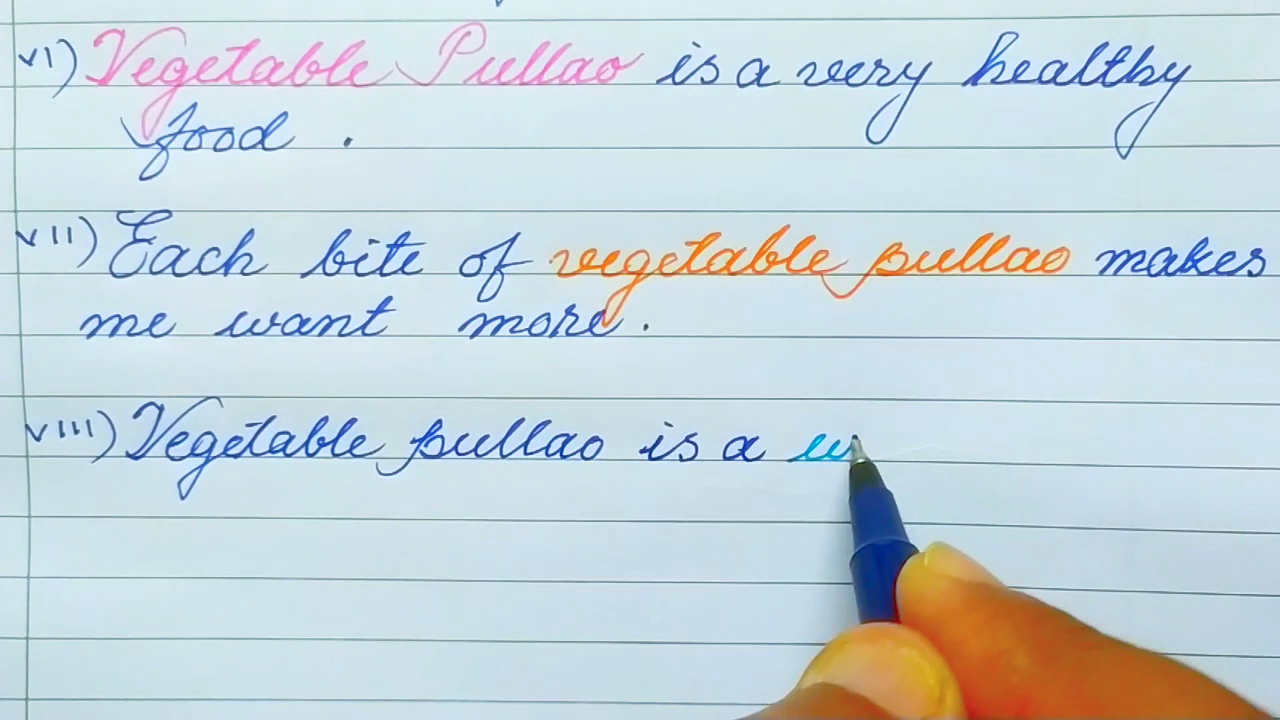 vi) Vegetable Pullao is a very healthy
food .
vii) Each bite of vegetable pullao makes
me want more .
viii) Vegetable pullao is a